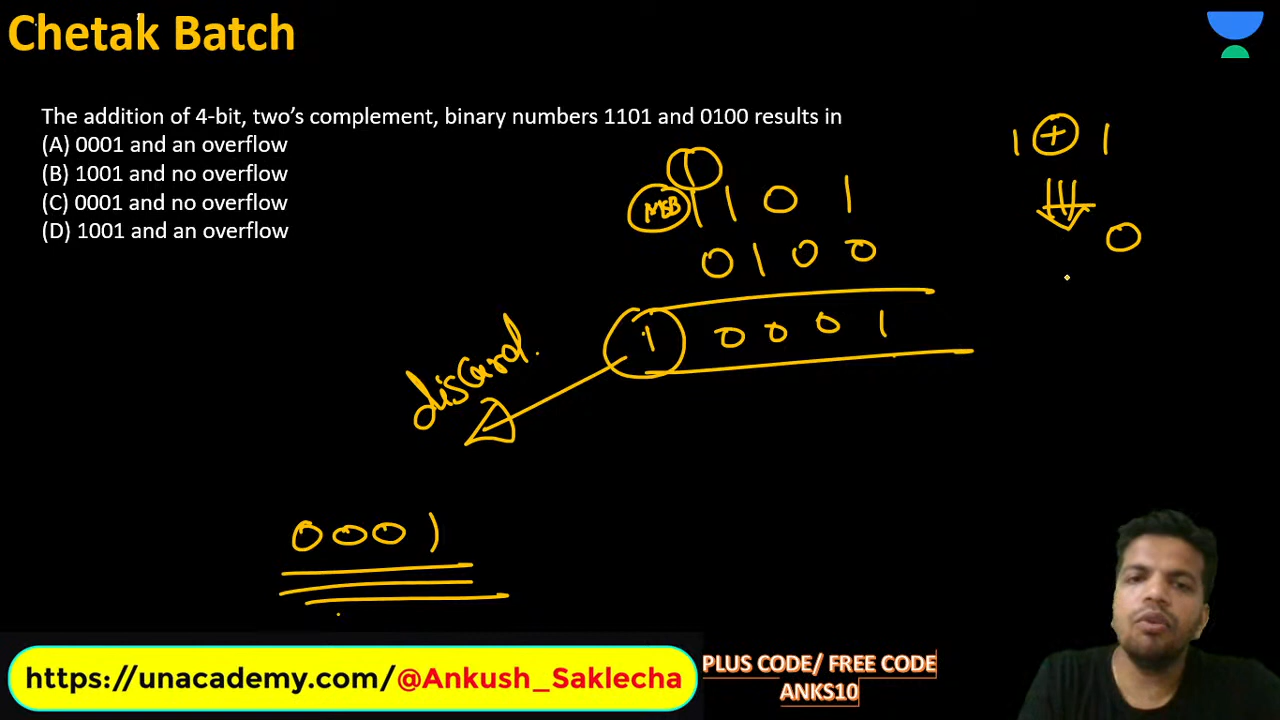 Chetak Batch
The addition of 4-bit, two’s complement, binary numbers 1101 and 0100 results in
(A) 0001 and an overflow
(B) 1001 and no overflow
(C) 0001 and no overflow
(D) 1001 and an overflow
1 + 1
0
1
MSB 1 1 0 1
0 1 0 0
1 0 0 0 1
discard.
0 0 0 1
https://unacademy.com/@Ankush_Saklecha
PLUS CODE/ FREE CODE
ANKS10